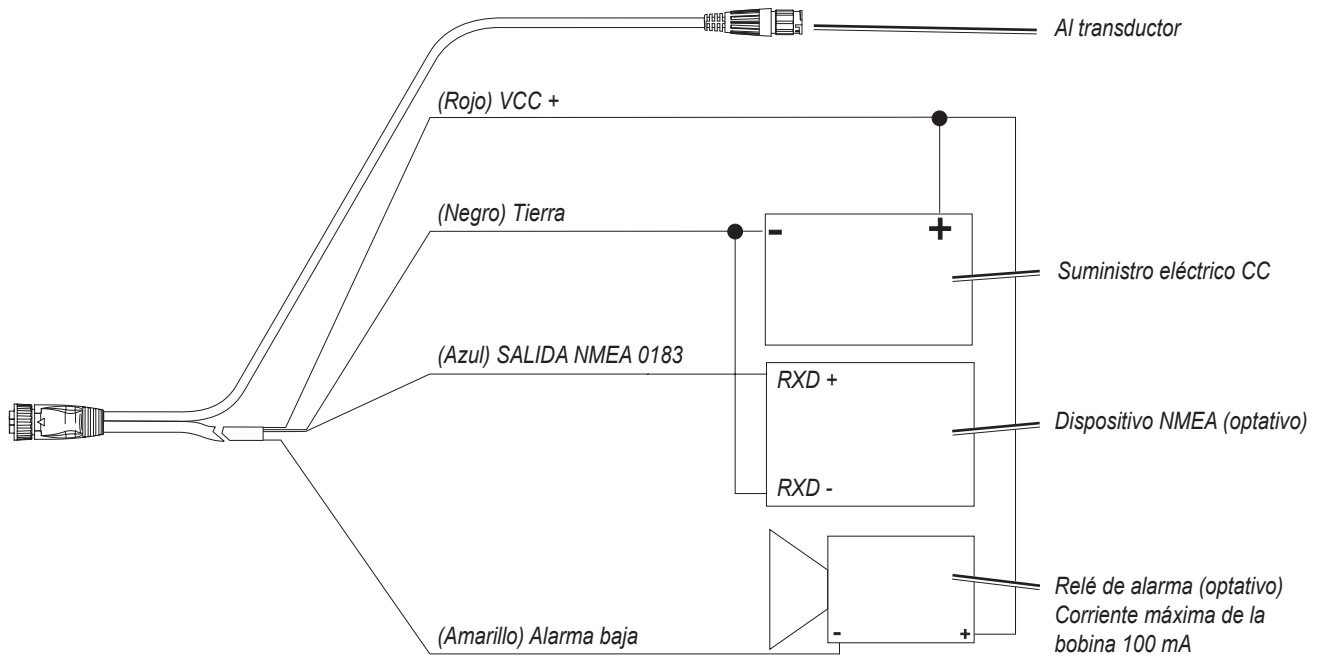 Al transductor
(Rojo) VCC +
(Negro) Tierra
- +
Suministro eléctrico CC
(Azul) SALIDA NMEA 0183
RXD +
Dispositivo NMEA (optativo)
RXD -
Relé de alarma (optativo)
Corriente máxima de la
bobina 100 mA
(Amarillo) Alarma baja
- +